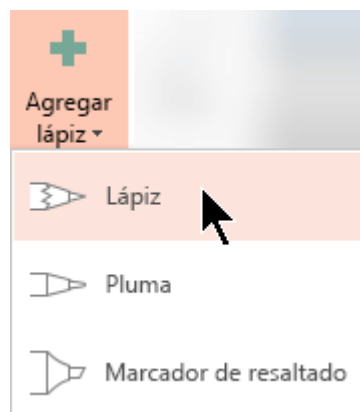 Agregar
lápiz
Lápiz
Pluma
Marcador de resaltado